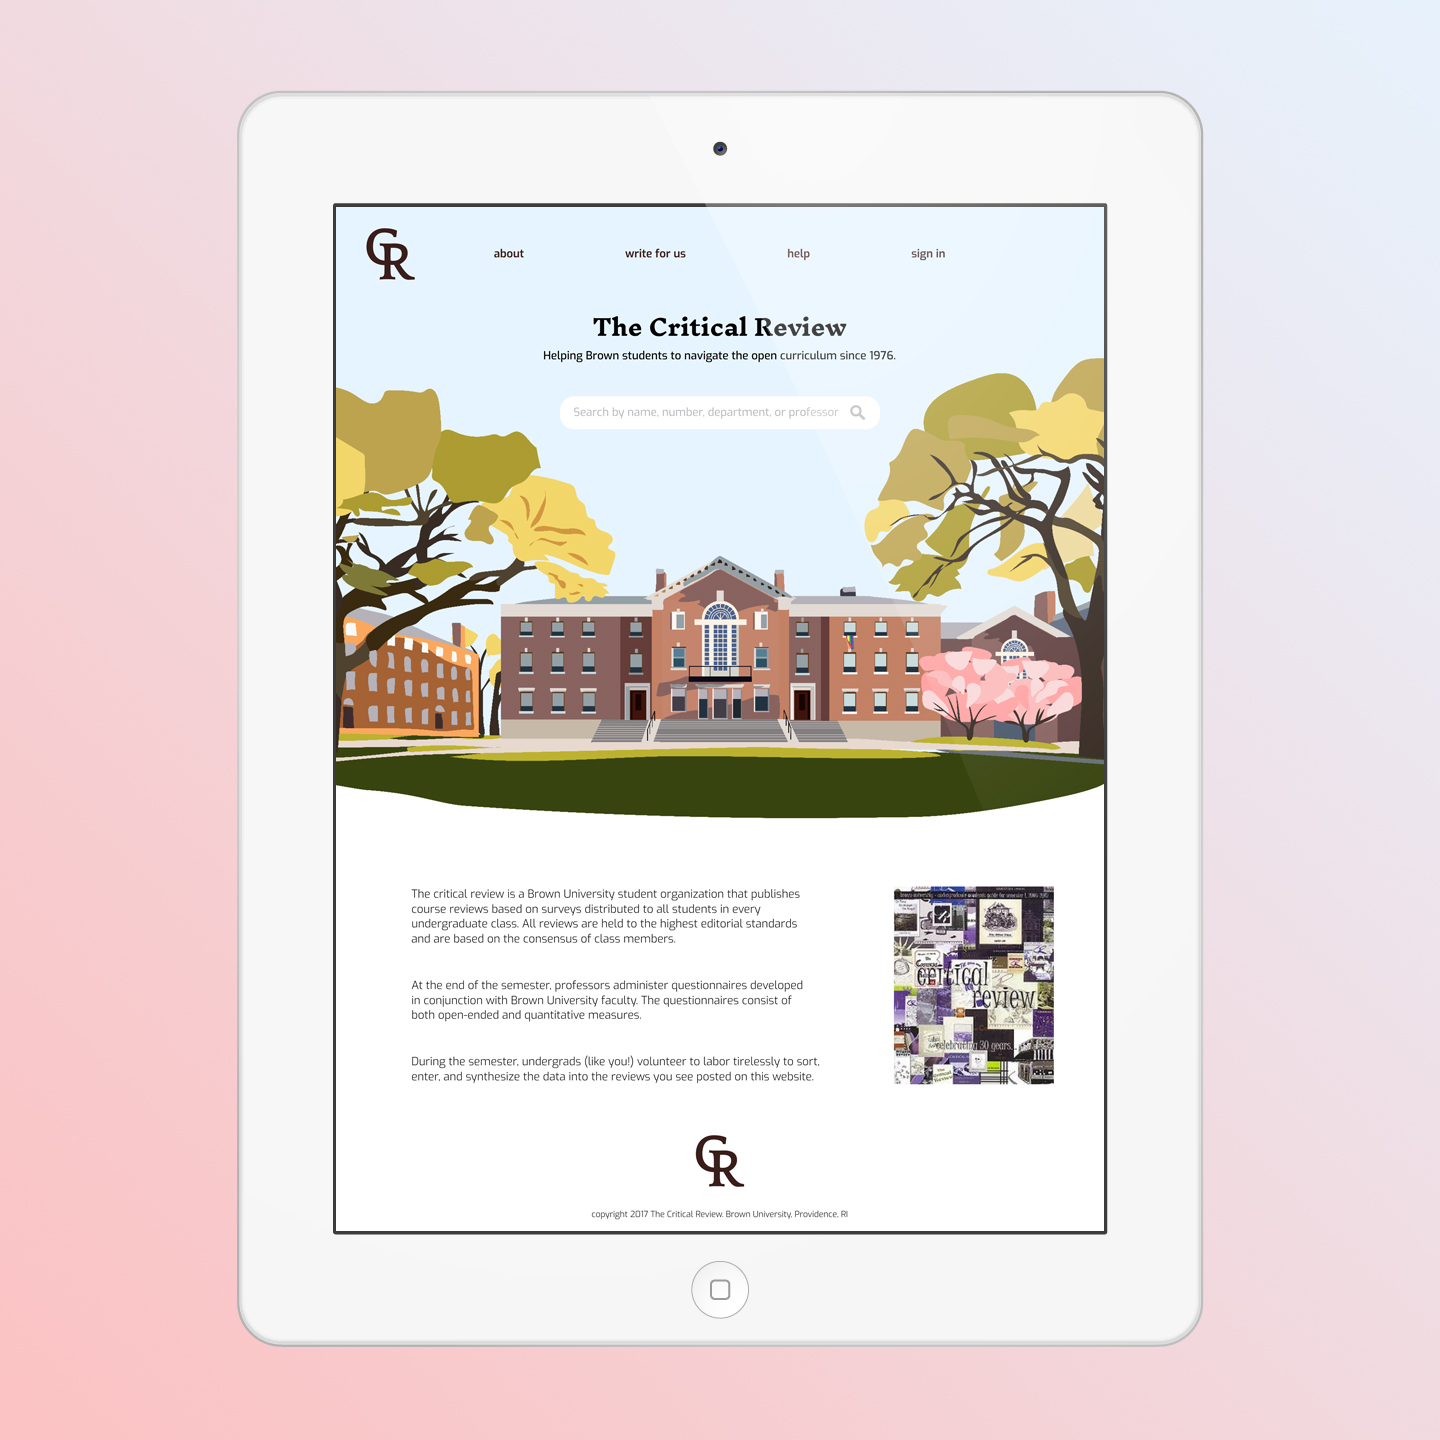 CR
about write for us help sign in
The Critical Review
Helping Brown students to navigate the open curriculum since 1976.
Search by name, number, department, or professor
The critical review is a Brown University student organization that publishes
course reviews based on surveys distributed to all students in every
undergraduate class. All reviews are held to the highest editorial standards
and are based on the consensus of class members.
At the end of the semester, professors administer questionnaires developed
in conjunction with Brown University faculty. The questionnaires consist of
both open-ended and quantitative measures.
During the semester, undergrads (like you!) volunteer to labor tirelessly to sort,
enter, and synthesize the data into the reviews you see posted on this website.
critical
review
celebrating 30 years.
CR
copyright 2017 The Critical Review. Brown University, Providence, RI